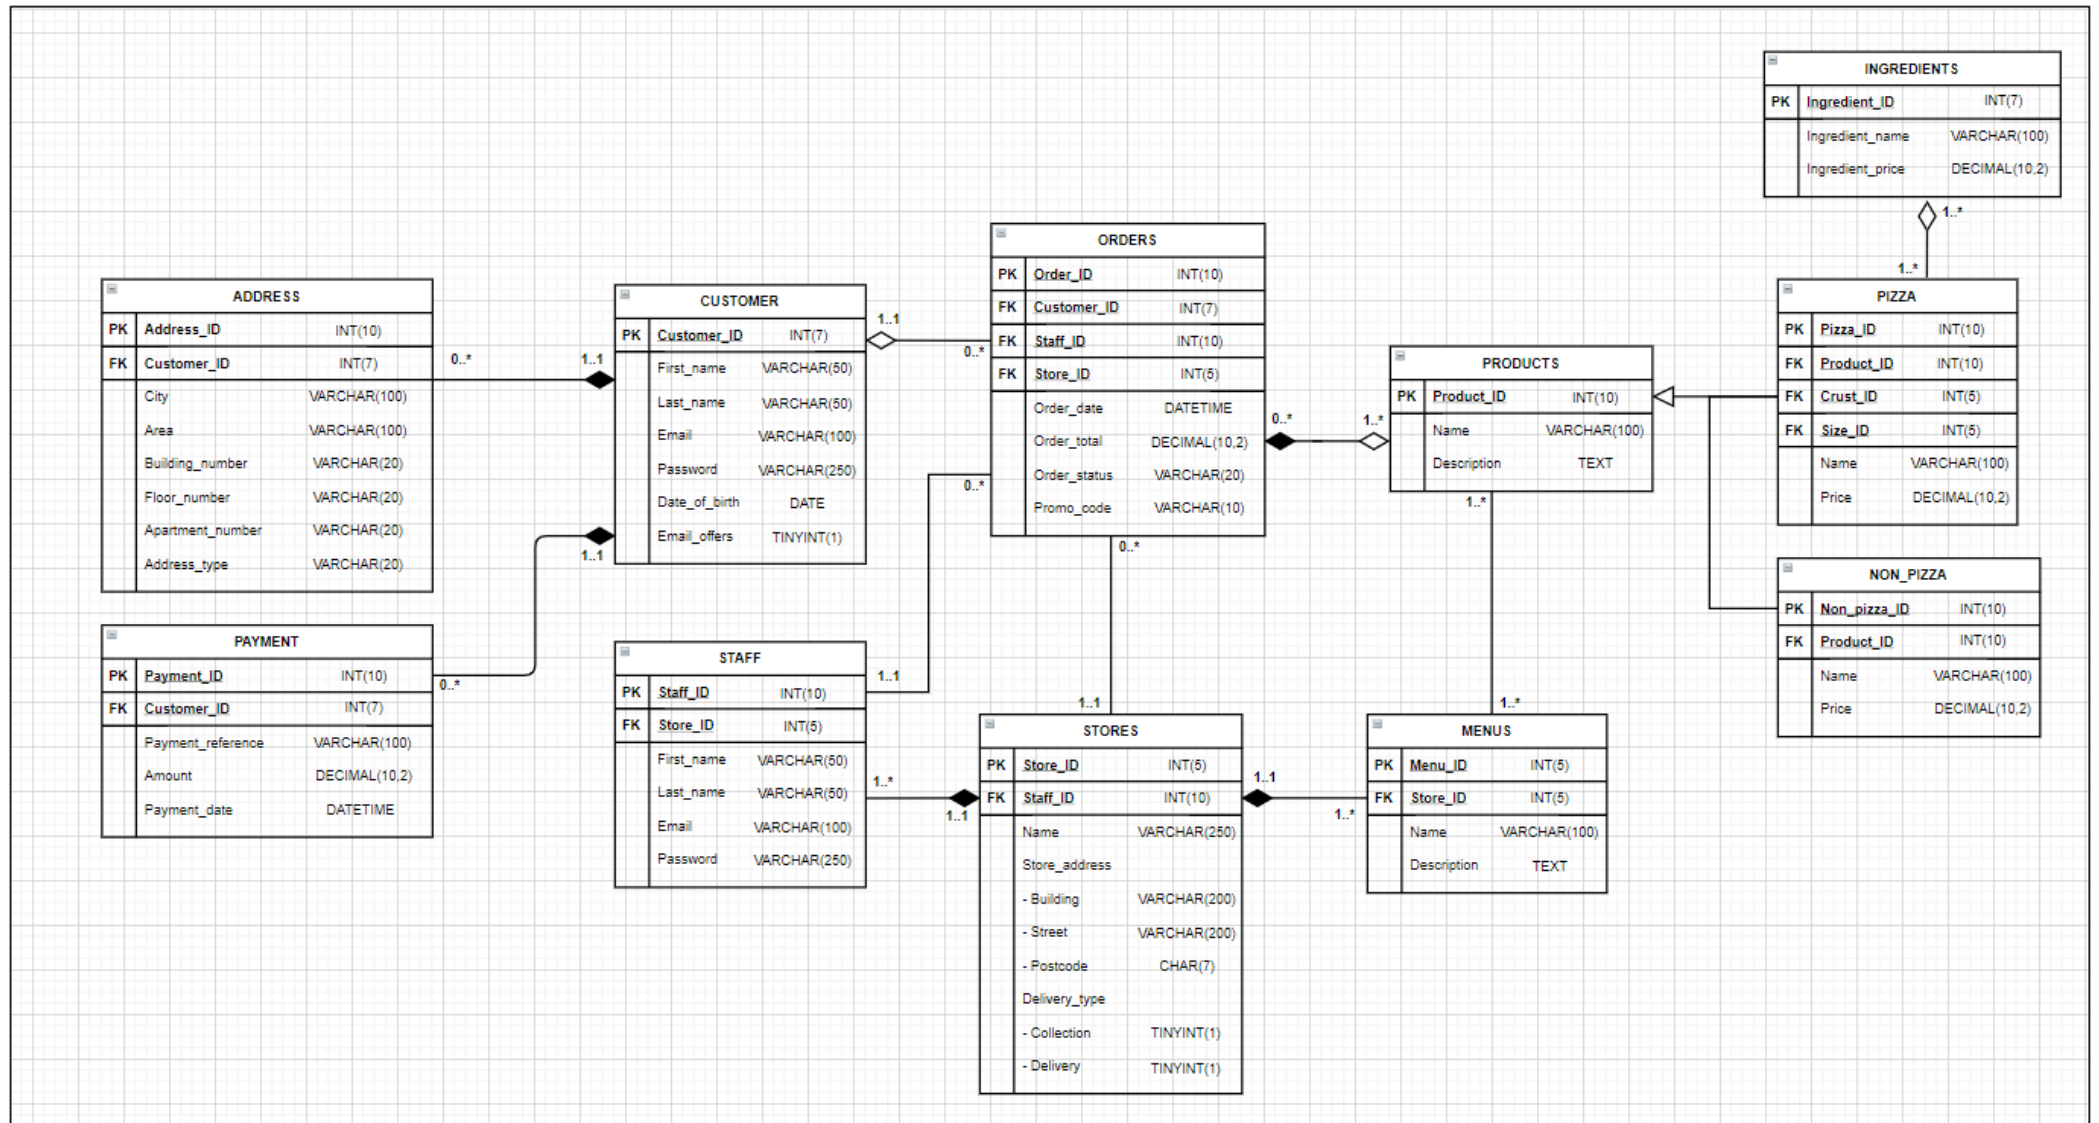 INGREDIENTS
PK Ingredient_ID INT(7)
Ingredient_name VARCHAR(100)
Ingredient_price DECIMAL(10,2)
1..*
1..*
ORDERS
PK Order_ID INT(10)
FK Customer_ID INT(7)
FK Staff_ID INT(10)
FK Store_ID INT(5)
Order_date DATETIME
Order_total DECIMAL(10,2)
Order_status VARCHAR(20)
Promo_code VARCHAR(10)
ADDRESS
PK Address_ID INT(10)
FK Customer_ID INT(7)
City VARCHAR(100)
Area VARCHAR(100)
Building_number VARCHAR(20)
Floor_number VARCHAR(20)
Apartment_number VARCHAR(20)
Address_type VARCHAR(20)
0..*
1..1
CUSTOMER
PK Customer_ID INT(7)
First_name VARCHAR(50)
Last_name VARCHAR(50)
Email VARCHAR(100)
Password VARCHAR(250)
Date_of_birth DATE
Email_offers TINYINT(1)
1..1
0..*
1..1
0..*
0..*
1..*
0..*
PRODUCTS
PK Product_ID INT(10)
Name VARCHAR(100)
Description TEXT
1..*
PIZZA
PK Pizza_ID INT(10)
FK Product_ID INT(10)
FK Crust_ID INT(5)
FK Size_ID INT(5)
Name VARCHAR(100)
Price DECIMAL(10,2)
NON_PIZZA
PK Non_pizza_ID INT(10)
FK Product_ID INT(10)
Name VARCHAR(100)
Price DECIMAL(10,2)
PAYMENT
PK Payment_ID INT(10)
FK Customer_ID INT(7)
Payment_reference VARCHAR(100)
Amount DECIMAL(10,2)
Payment_date DATETIME
0..*
STAFF
PK Staff_ID INT(10)
FK Store_ID INT(5)
First_name VARCHAR(50)
Last_name VARCHAR(50)
Email VARCHAR(100)
Password VARCHAR(250)
1..1
1..*
1..1
1..1
STORES
PK Store_ID INT(5)
FK Staff_ID INT(10)
Name VARCHAR(250)
Store_address
- Building VARCHAR(200)
- Street VARCHAR(200)
- Postcode CHAR(7)
Delivery_type
- Collection TINYINT(1)
- Delivery TINYINT(1)
1..1
1..*
1..*
MENUS
PK Menu_ID INT(5)
FK Store_ID INT(5)
Name VARCHAR(100)
Description TEXT